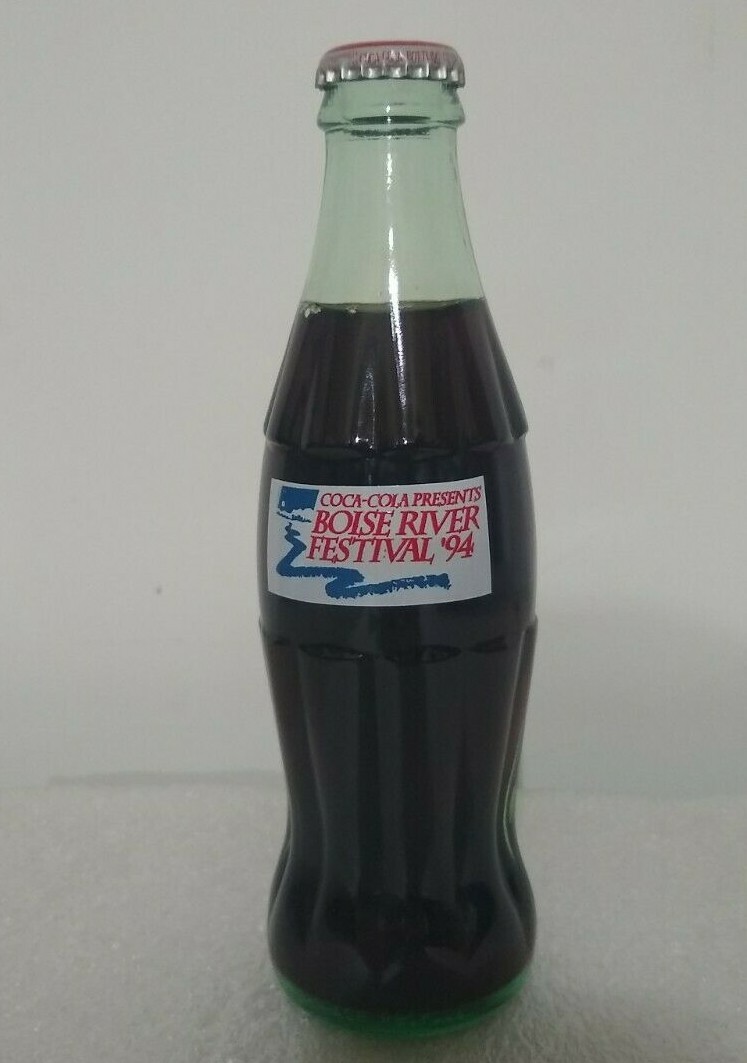 COCA-COLA PRESENTS
BOISE RIVER
FESTIVAL '94